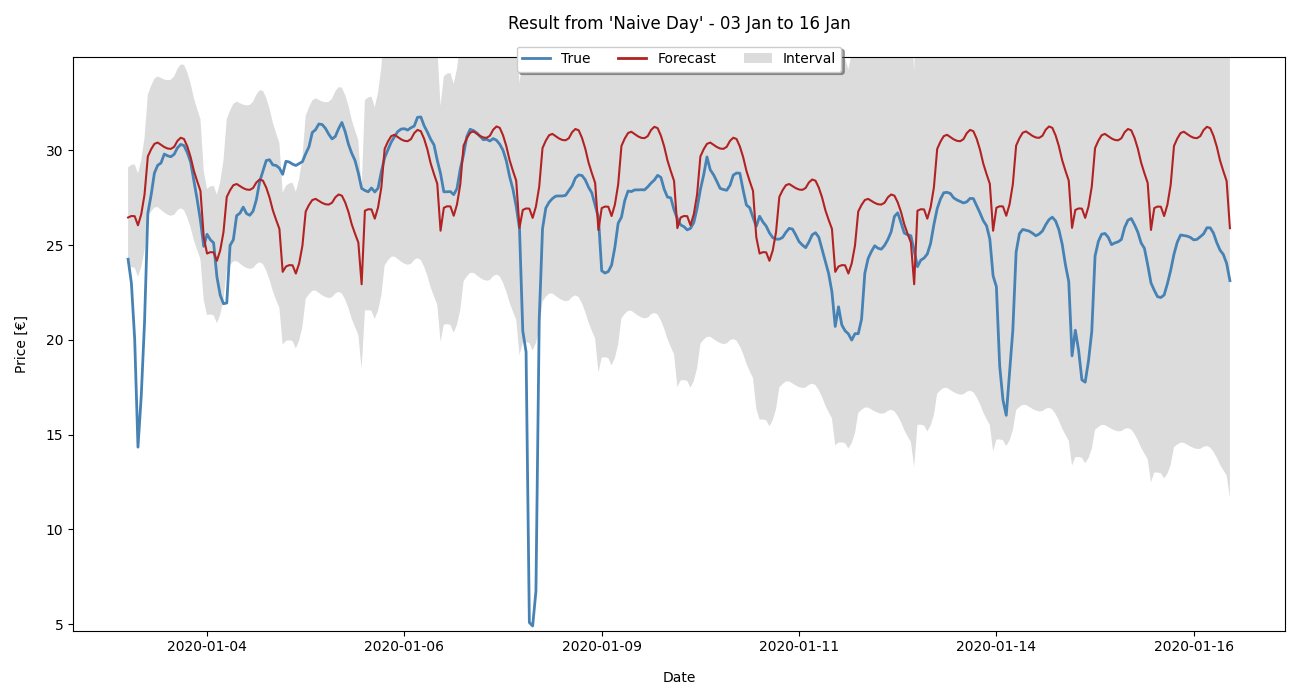 Result from 'Naive Day' - 03 Jan to 16 Jan
True Forecast Interval
Price [€]
30
25
20
15
10
5
2020-01-04 2020-01-06 2020-01-09 2020-01-11 2020-01-14 2020-01-16
Date